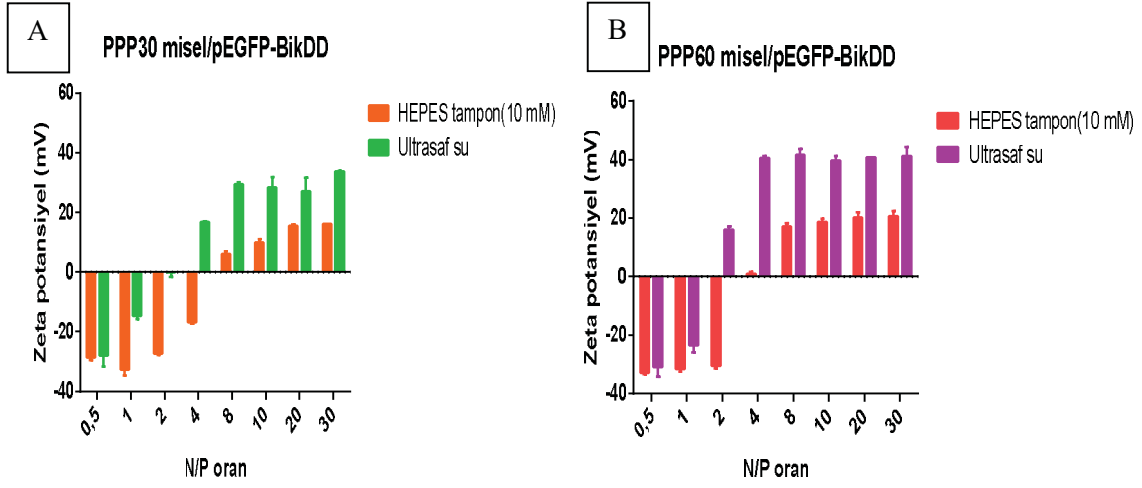 A
PPP30 misel/pEGFP-BikDD
HEPES tampon(10 mM)
Ultrasaf su
Zeta potansiyel (mV)
60
40
20
0
-20
-40
0,5 1 2 4 8 10 20 30
N/P oran
B
PPP60 misel/pEGFP-BikDD
HEPES tampon(10 mM)
Ultrasaf su
Zeta potansiyel (mV)
60
40
20
0
-20
-40
0,5 1 2 4 8 10 20 30
N/P oran